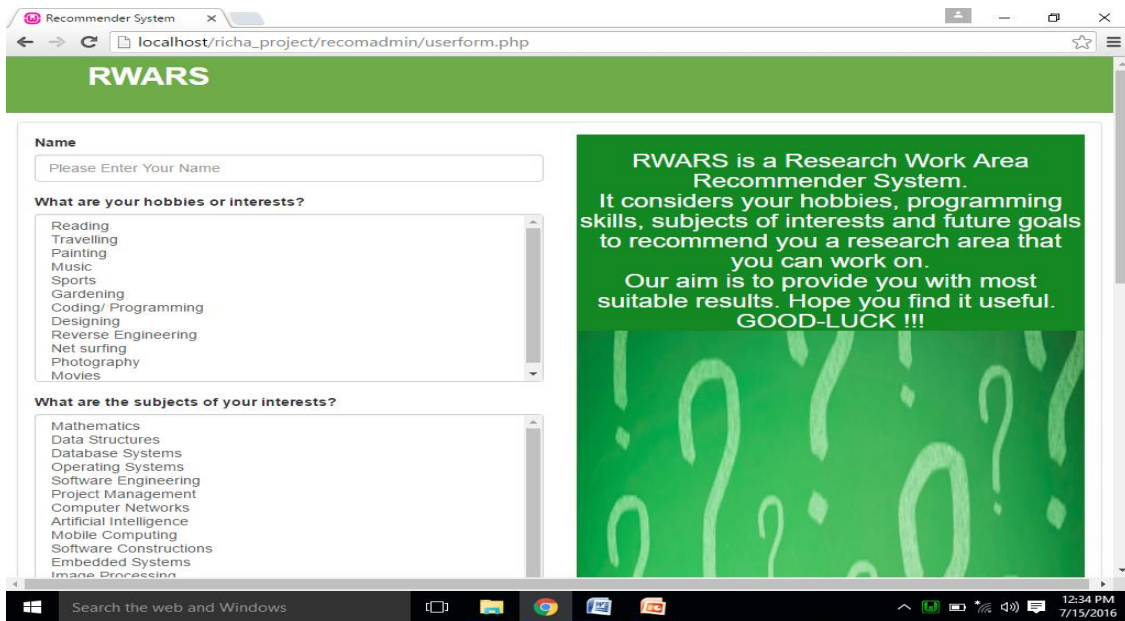 Recommender System
localhost/richa_project/recomadmin/userform.php
RWARS
Name
Please Enter Your Name
What are your hobbies or interests?
Reading
Travelling
Painting
Music
Sports
Gardening
Coding/ Programming
Designing
Reverse Engineering
Net surfing
Photography
Movies
What are the subjects of your interests?
Mathematics
Data Structures
Database Systems
Operating Systems
Software Engineering
Project Management
Computer Networks
Artificial Intelligence
Mobile Computing
Software Constructions
Embedded Systems
Image Processing
RWARS is a Research Work Area
Recommender System.
It considers your hobbies, programming
skills, subjects of interests and future goals
to recommend you a research area that
you can work on.
Our aim is to provide you with most
suitable results. Hope you find it useful.
GOOD-LUCK !!!
Search the web and Windows
12:34 PM
7/15/2016